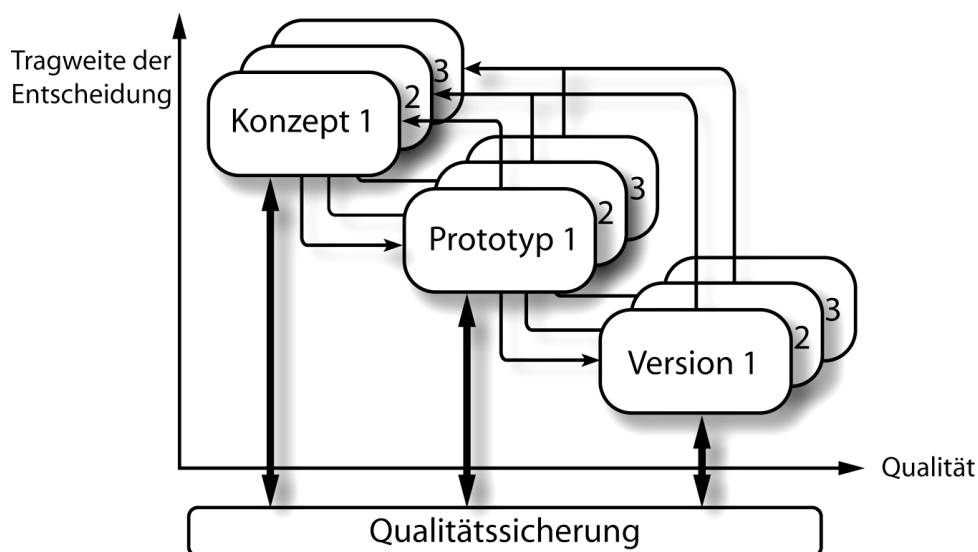 Tragweite der
Entscheidung
3
2
Konzept 1
3
2
Prototyp 1
3
2
Version 1
Qualität
Qualitätssicherung